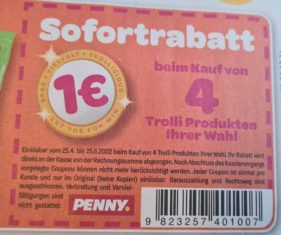 Sofortrabatt
SPAR • VIELFALT • TROLLICIOUS
1€
LET THE FUN WIN
beim Kauf von
4
Trolli Produkten
Ihrer Wahl
Einlösbar vom 25.4. bis 25.6.2022 beim Kauf von 4 Trolli Produkten Ihrer Wahl. Ihr Rabatt wird
direkt an der Kasse von der Rechnungssumme abgezogen. Nach Abschluss des Kassiervorgangs
vorgelegte Coupons können nicht mehr berücksichtigt werden. Jeder Coupon ist einmal pro
Kunde und nur im Original (keine Kopien) einlösbar. Barauszahlung und Rechtsweg sind
ausgeschlossen. Verbreitung und Verviel-
fältigungen sind
nicht gestattet.
PENNY.
9 823257 401007